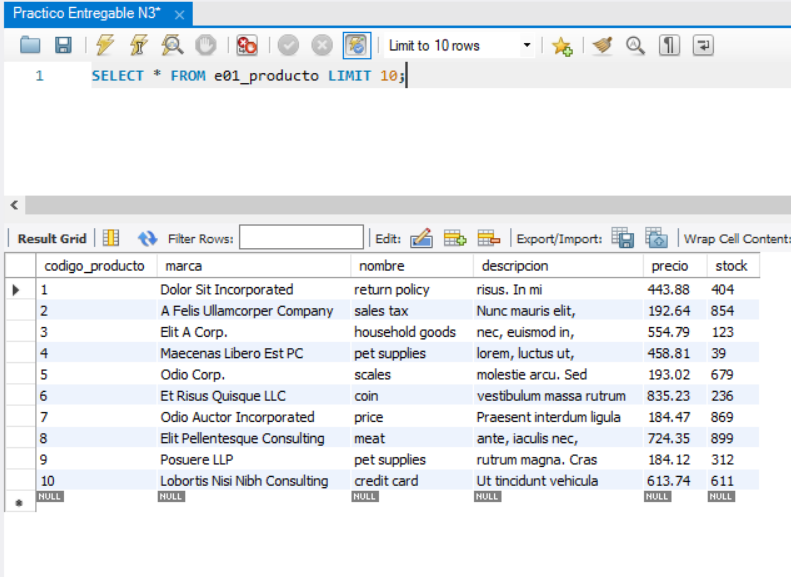 Practico Entregable N3*
Limit to 10 rows
1 SELECT * FROM e01_producto LIMIT 10;
Result Grid Filter Rows: Edit: Export/Import: Wrap Cell Content:
codigo_producto marca nombre descripcion precio stock
1 Dolor Sit Incorporated return policy risus. In mi 443.88 404
2 A Felis Ullamcorper Company sales tax Nunc mauris elit, 192.64 854
3 Elit A Corp. household goods nec, euismod in, 554.79 123
4 Maecenas Libero Est PC pet supplies lorem, luctus ut, 458.81 39
5 Odio Corp. scales molestie arcu. Sed 193.02 679
6 Et Risus Quisque LLC coin vestibulum massa rutrum 835.23 236
7 Odio Auctor Incorporated price Praesent interdum ligula 184.47 869
8 Elit Pellentesque Consulting meat ante, iaculis nec, 724.35 899
9 Posuere LLP pet supplies rutrum magna. Cras 184.12 312
10 Lobortis Nisi Nibh Consulting credit card Ut tincidunt vehicula 613.74 611
NULL NULL NULL NULL NULL NULL